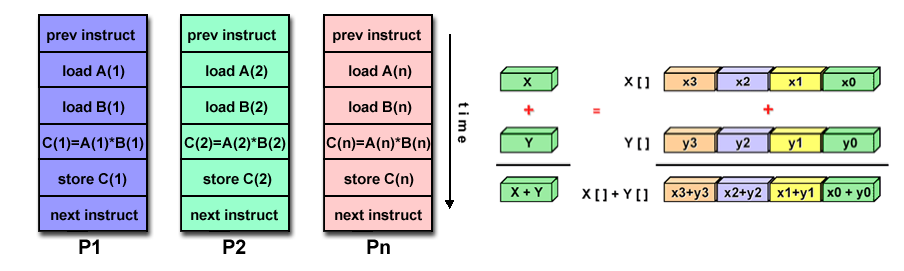 prev instruct
load A(1)
load B(1)
C(1)=A(1)*B(1)
store C(1)
next instruct
P1
prev instruct
load A(2)
load B(2)
C(2)=A(2)*B(2)
store C(2)
next instruct
P2
prev instruct
load A(n)
load B(n)
C(n)=A(n)*B(n)
store C(n)
next instruct
Pn
time
X
+
Y
X + Y
=
X [ ] x3 x2 x1 x0
+
Y [ ] y3 y2 y1 y0
X [ ] + Y [ ] x3+y3 x2+y2 x1+y1 x0 + y0